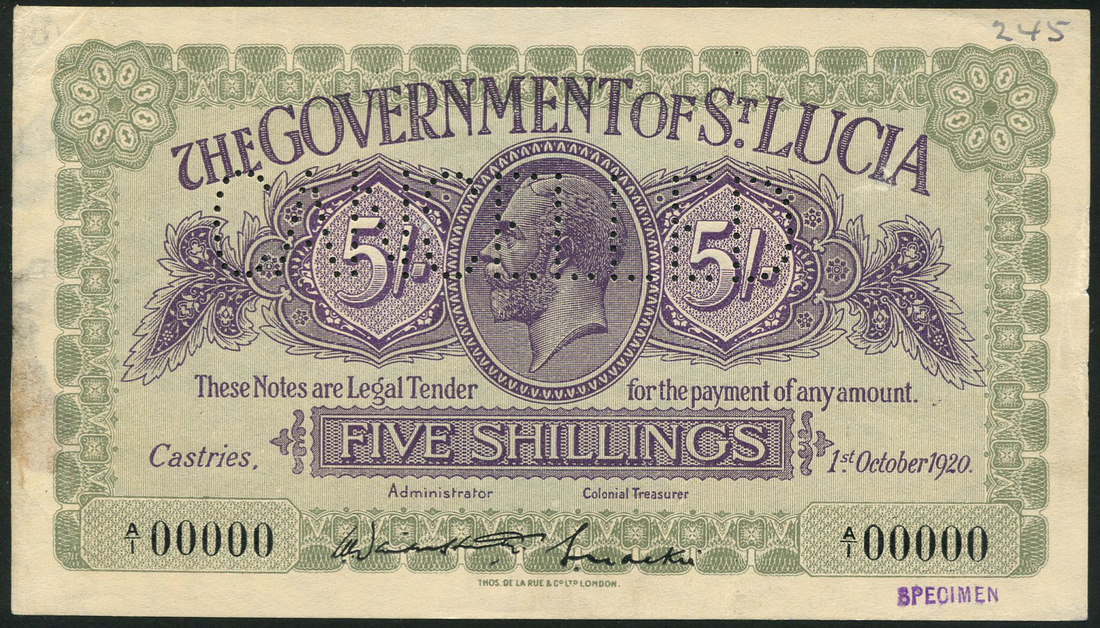 245
THE GOVERNMENT OF ST. LUCIA
CANCELLED
5/- 5/-
These Notes are Legal Tender for the payment of any amount.
FIVE SHILLINGS
Castries, 1st October 1920.
Administrator Colonial Treasurer
A/1 00000 A/1 00000
THOS. DE LA RUE & CO LTD LONDON.
SPECIMEN